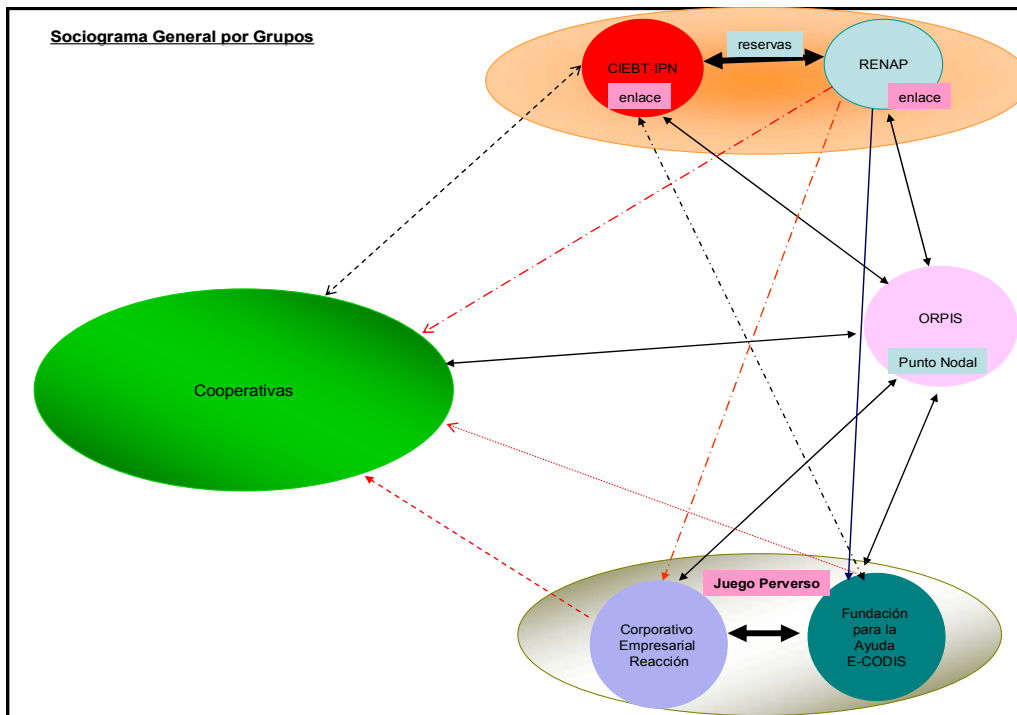 Sociograma General por Grupos
reservas
CIEBT-IPN
RENAP
enlace
enlace
ORPIS
Punto Nodal
Cooperativas
Juego Perverso
Corporativo
Empresarial
Reacción
Fundación
para la
Ayuda
E-CODIS